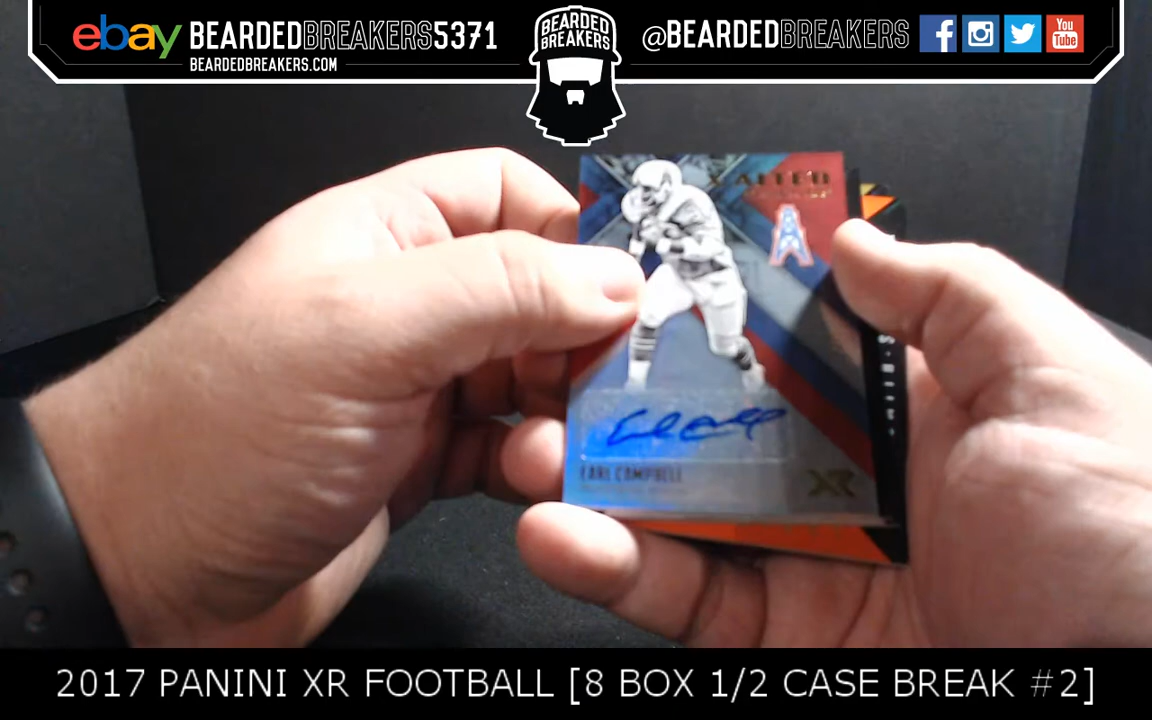 ebay BEARDEDBREAKERS5371
BEARDEDBREAKERS.COM
BEARDED
BREAKERS
@BEARDEDBREAKERS
You
Tube
EARL CAMPBELL
XR
2017 PANINI XR FOOTBALL [8 BOX 1/2 CASE BREAK #2]